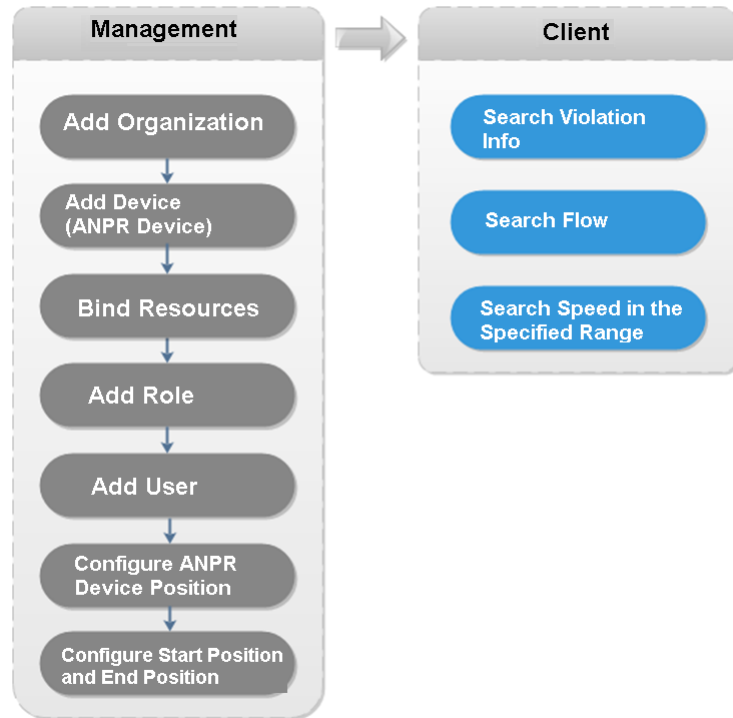 Management
Add Organization
Add Device
(ANPR Device)
Bind Resources
Add Role
Add User
Configure ANPR
Device Position
Configure Start Position
and End Position
Client
Search Violation
Info
Search Flow
Search Speed in the
Specified Range